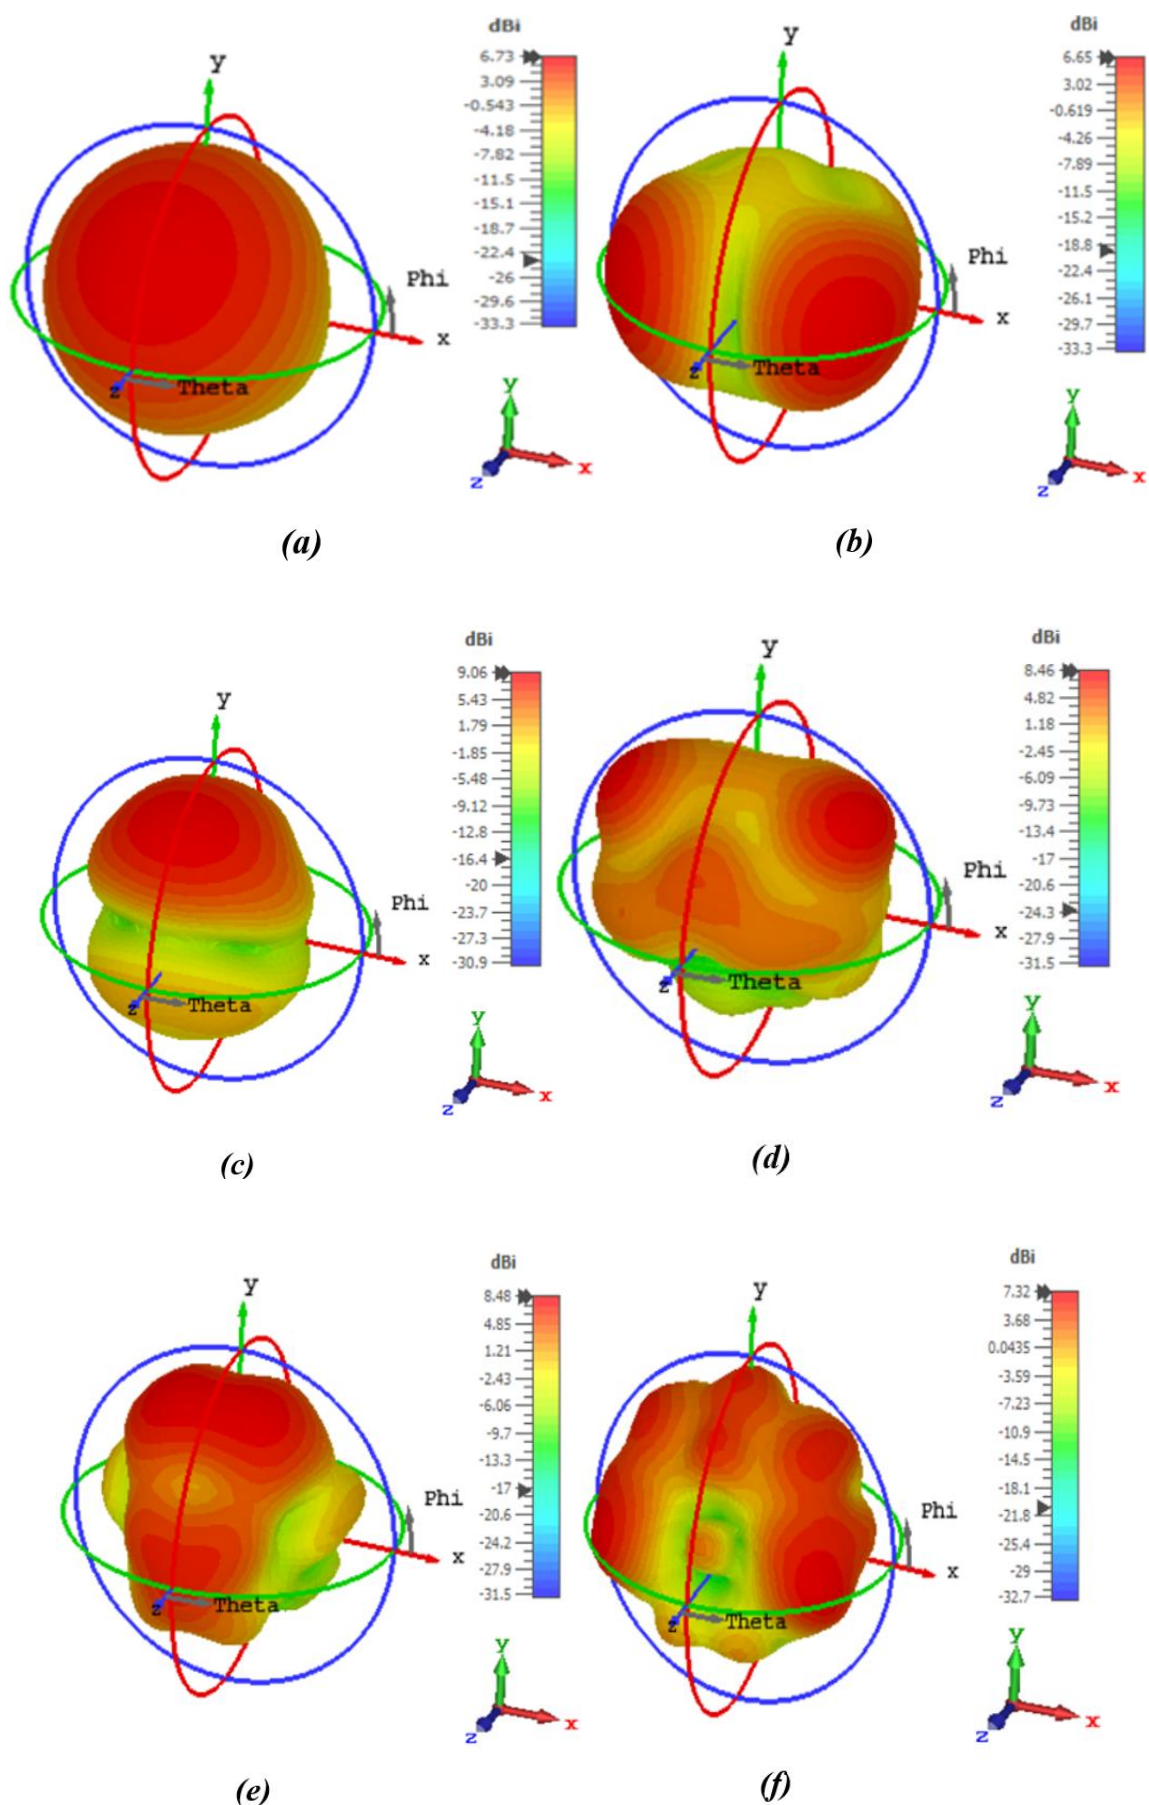 dBi
6.73
3.09
-0.543
-4.18
-7.82
-11.5
-15.1
-18.7
-22.4
-26
-29.6
-33.3
y
Phi
x
z
Theta
y
x
z
(a)
dBi
6.65
3.02
-0.619
-4.26
-7.89
-11.5
-15.2
-18.8
-22.4
-26.1
-29.7
-33.3
y
Phi
x
z
Theta
y
x
z
(b)
dBi
9.06
5.43
1.79
-1.85
-5.48
-9.12
-12.8
-16.4
-20
-23.7
-27.3
-30.9
y
Phi
x
z
Theta
y
x
z
(c)
dBi
8.46
4.82
1.18
-2.45
-6.09
-9.73
-13.4
-17
-20.6
-24.3
-27.9
-31.5
y
Phi
x
z
Theta
y
x
z
(d)
dBi
8.48
4.85
1.21
-2.43
-6.06
-9.7
-13.3
-17
-20.6
-24.2
-27.9
-31.5
y
Phi
x
z
Theta
y
x
z
(e)
dBi
7.32
3.68
0.0435
-3.59
-7.23
-10.9
-14.5
-18.1
-21.8
-25.4
-29
-32.7
y
Phi
x
z
Theta
y
x
z
(f)